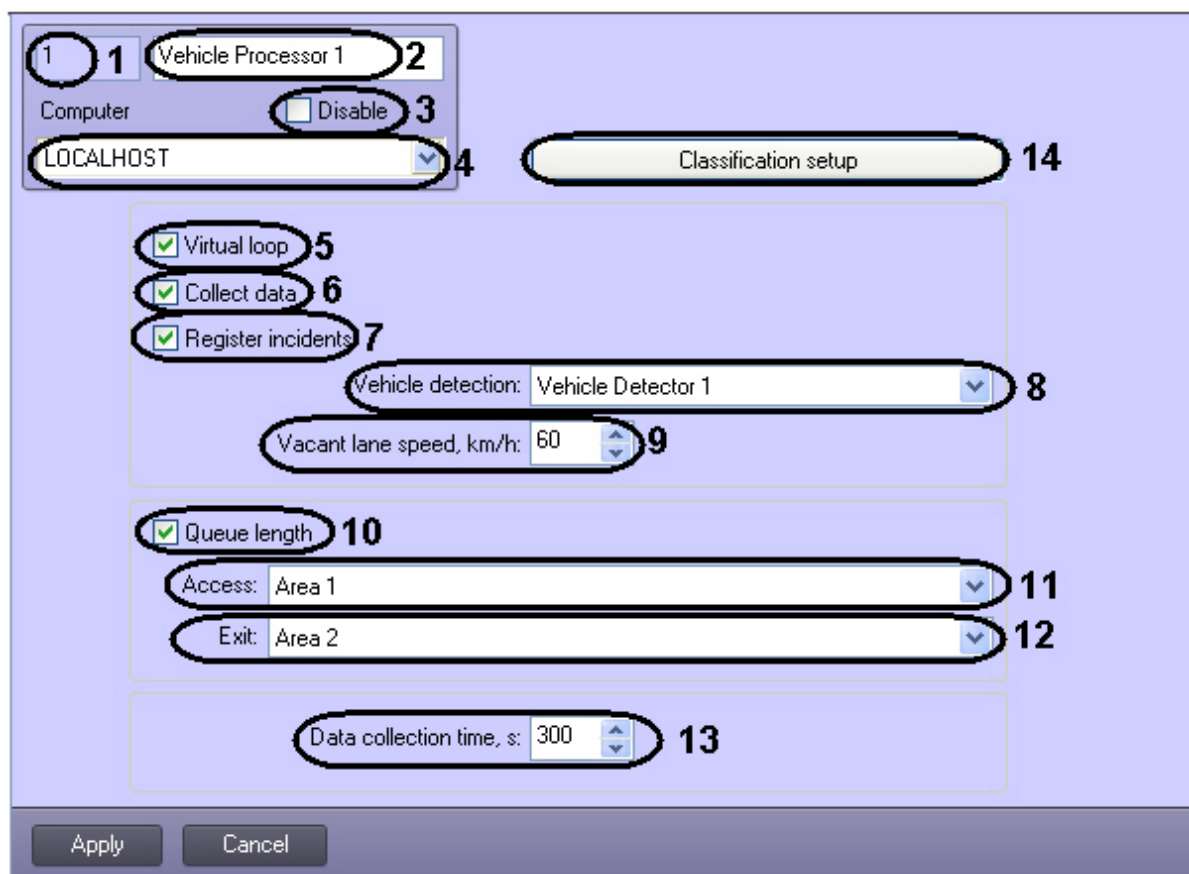 1 1 Vehicle Processor 1 2
Computer Disable 3
LOCALHOST 4 Classification setup 14
Virtual loop 5
Collect data 6
Register incidents 7
Vehicle detection: Vehicle Detector 1 8
Vacant lane speed, km/h: 60 9
Queue length 10
Access: Area 1 11
Exit: Area 2 12
Data collection time, s: 300 13
Apply Cancel